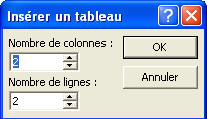 Insérer un tableau
Nombre de colonnes :
2
OK
Nombre de lignes :
2
Annuler